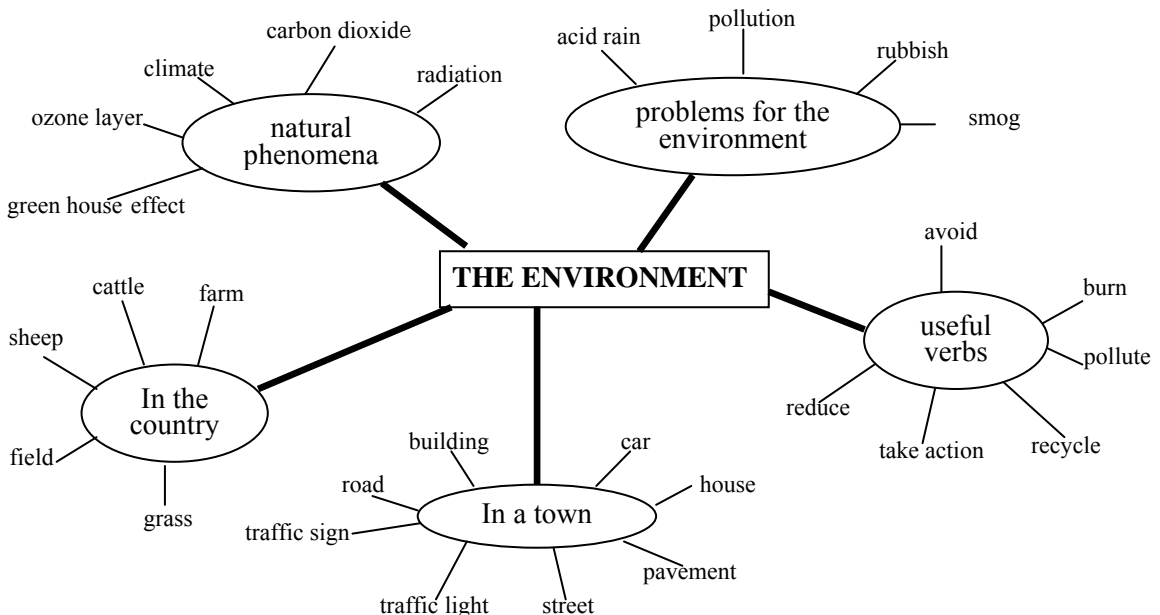 carbon dioxide
climate
radiation
ozone layer
natural
phenomena
green house effect
pollution
acid rain
rubbish
problems for the
environment
smog
THE ENVIRONMENT
avoid
burn
useful
verbs
pollute
reduce
take action
recycle
cattle
farm
sheep
In the
country
field
grass
building
car
road
house
In a town
traffic sign
pavement
traffic light
street